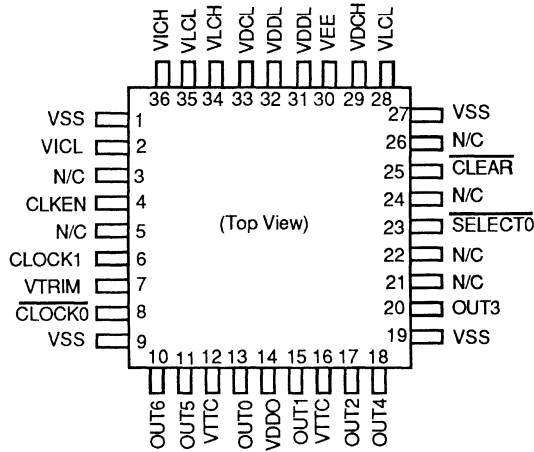 VICH VLCL VLCH VDCL VDDL VDDL VEE VDCH VLCL
36 35 34 33 32 31 30 29 28
VSS 1 27 VSS
VICL 2 26 N/C
N/C 3 25 CLEAR
CLKEN 4 24 N/C
N/C 5 (Top View) 23 SELECT0
CLOCK1 6 22 N/C
VTRIM 7 21 N/C
CLOCK0 8 20 OUT3
VSS 9 19 VSS
10 11 12 13 14 15 16 17 18
OUT6 OUT5 VTTC OUT0 VDDO OUT1 VTTC OUT2 OUT4